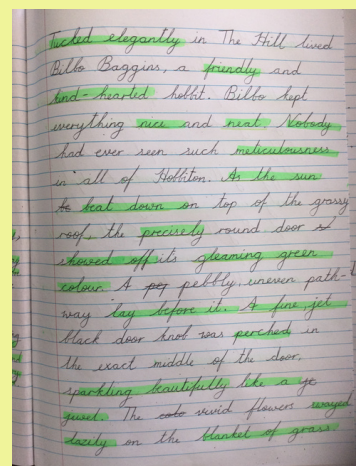 Tucked elegantly in The Hill lived
Bilbo Baggins, a friendly and
kind-hearted hobbit. Bilbo kept
everything nice and neat. Nobody
had ever seen such meticulousness
in all of Hobbiton. As the sun
beat down on top of the grassy
roof, the precisely round door
showed off its gleaming green
colour. A pebbly, uneven path-
way lay before it. A fine, jet
black door knob was perched in
the exact middle of the door,
sparkling beautifully like a
jewel. The vivid flowers swayed
lazily on the blanket of grass.